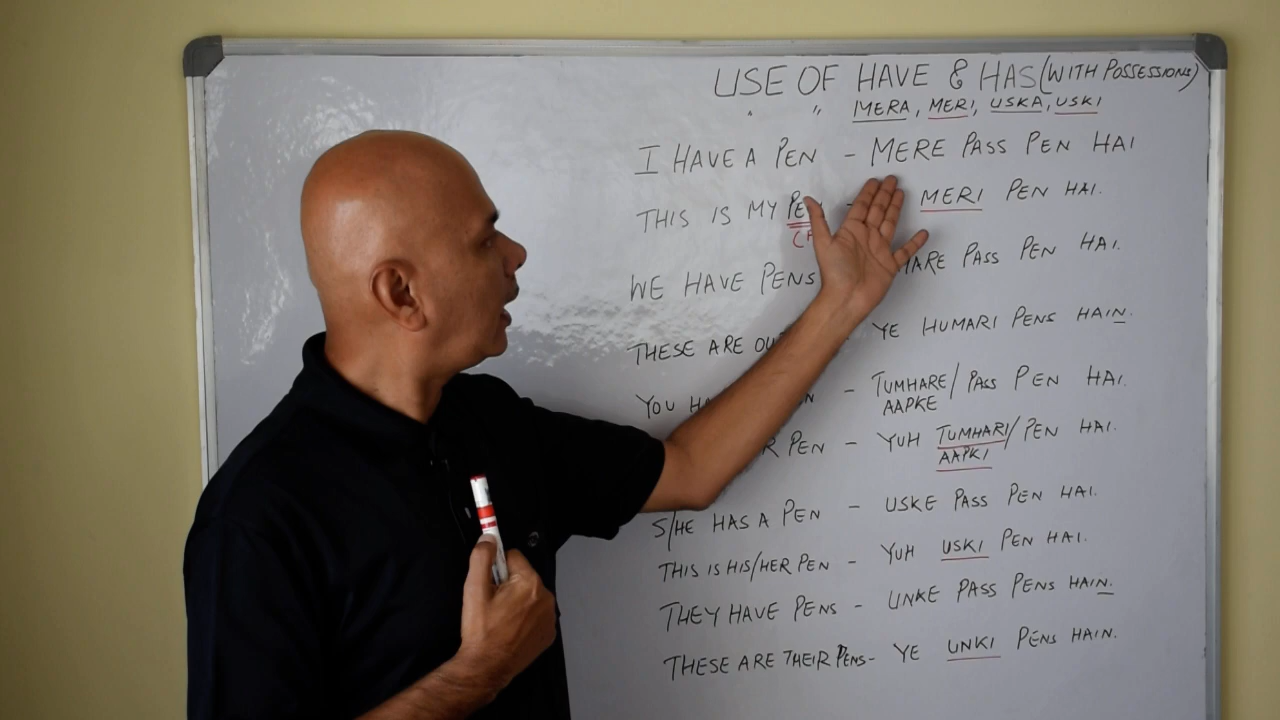 USE OF HAVE & HAS (WITH POSSESSIONS)
" " MERA, MERI, USKA, USKI
I HAVE A PEN - MERE PASS PEN HAI
THIS IS MY PEN - MERI PEN HAI.
WE HAVE PENS PASS PEN HAI.
THESE ARE YE HUMARI PENS HAIN.
YOU - TUMHARE/ PASS PEN HAI.
AAPKE
PEN - YUH TUMHARI/ PEN HAI.
AAPKI
S/HE HAS A PEN - USKE PASS PEN HAI.
THIS IS HIS/HER PEN - YUH USKI PEN HAI.
THEY HAVE PENS - UNKE PASS PENS HAIN.
THESE ARE THEIR PENS- YE UNKI PENS HAIN.